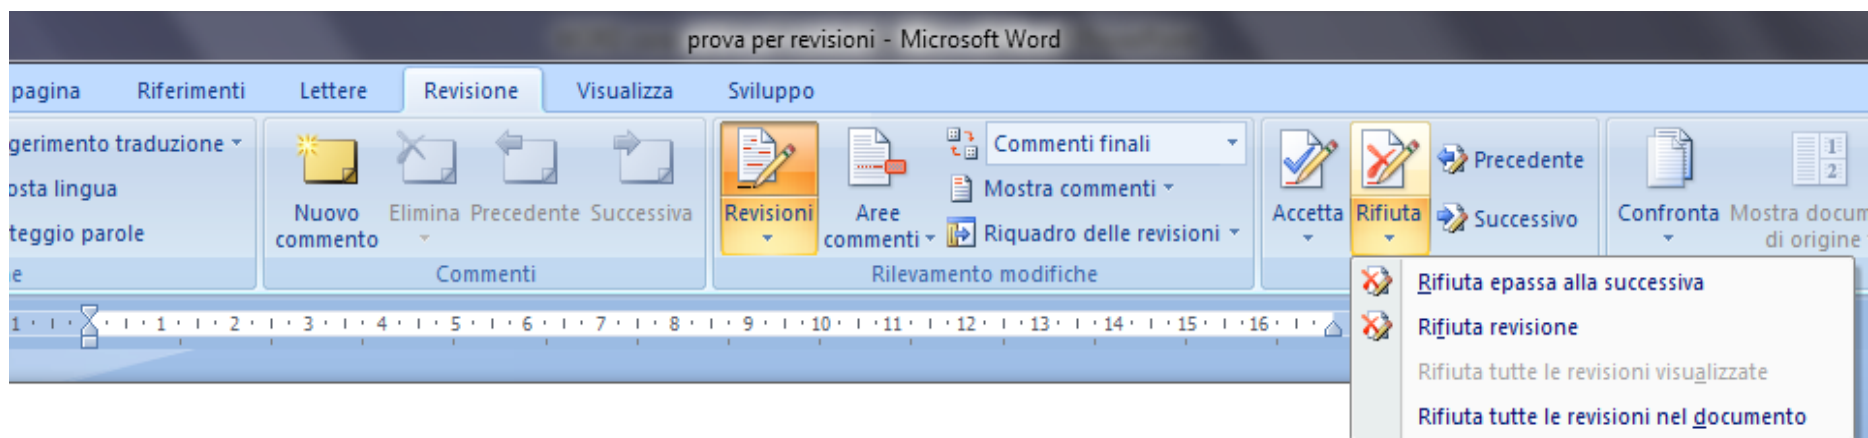 prova per revisioni - Microsoft Word
pagina Riferimenti Lettere Revisione Visualizza Sviluppo
gerimento traduzione
osta lingua
teggio parole
e
Nuovo commento
Elimina Precedente Successiva
Commenti
Revisioni
Aree commenti
Commenti finali
Mostra commenti
Riquadro delle revisioni
Rilevamento modifiche
Accetta Rifiuta
Precedente
Successivo
Confronta
Mostra docum
di origine
1 1 2 3 4 5 6 7 8 9 10 11 12 13 14 15 16
Rifiuta epassa alla successiva
Rifiuta revisione
Rifiuta tutte le revisioni visualizzate
Rifiuta tutte le revisioni nel documento